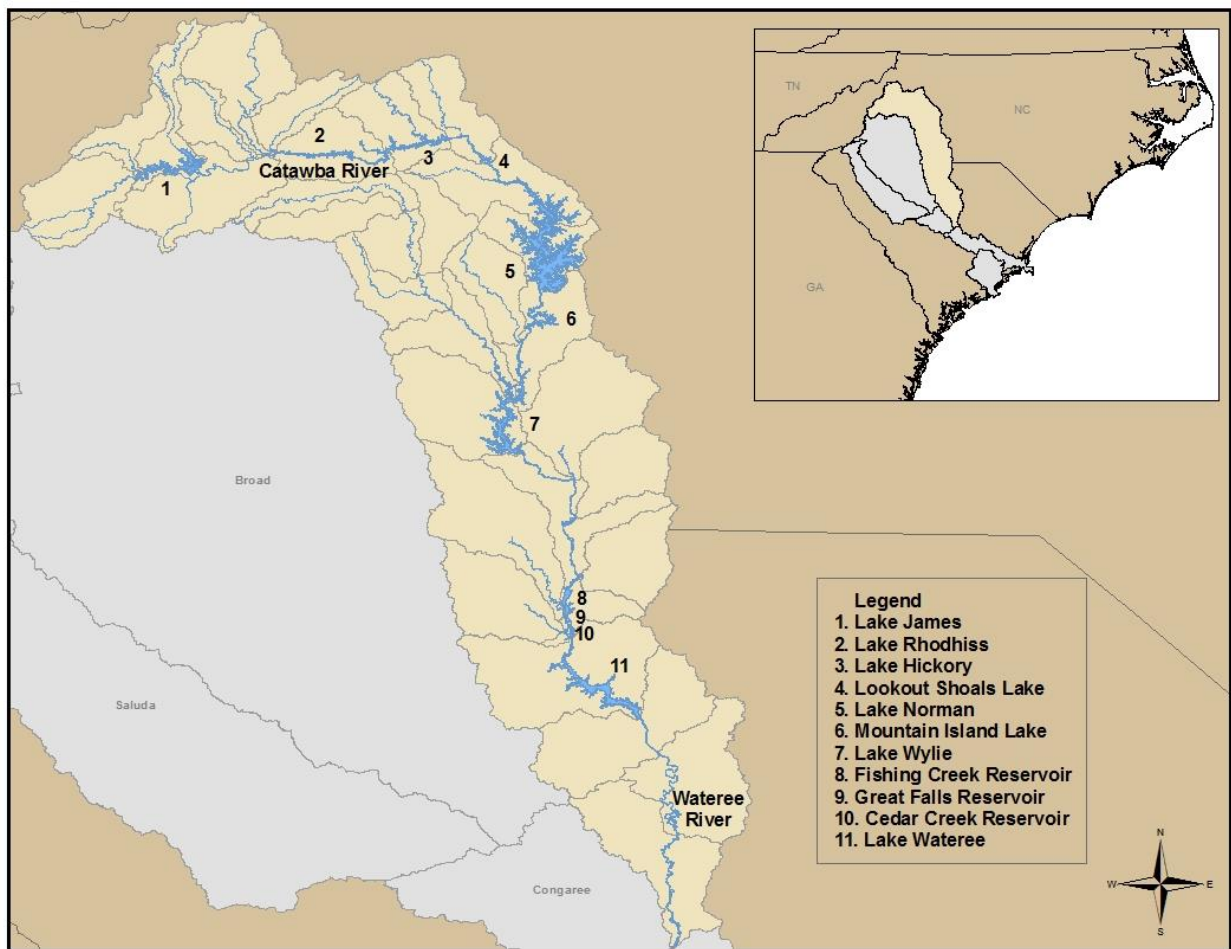 TN
NC
GA
1
2
Catawba River
3
4
5
6
7
Broad
Saluda
8
9
10
11
Wateree
River
Congaree
Legend
1. Lake James
2. Lake Rhodhiss
3. Lake Hickory
4. Lookout Shoals Lake
5. Lake Norman
6. Mountain Island Lake
7. Lake Wylie
8. Fishing Creek Reservoir
9. Great Falls Reservoir
10. Cedar Creek Reservoir
11. Lake Wateree
N
W
E
S